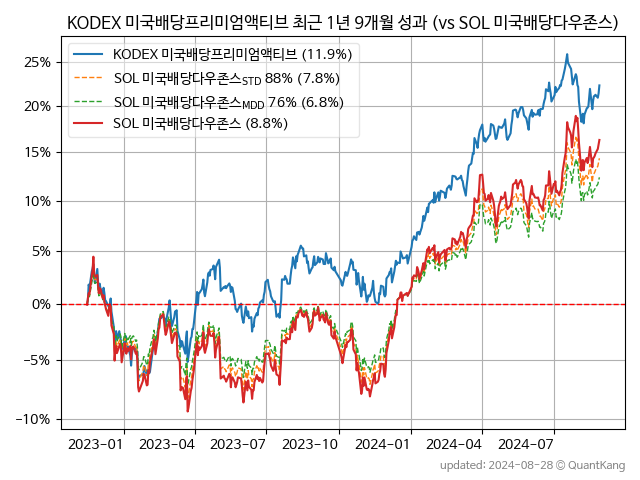 KODEX 미국배당프리미엄액티브 최근 1년 9개월 성과 (vs SOL 미국배당다우존스)
KODEX 미국배당프리미엄액티브 (11.9%)
SOL 미국배당다우존스STD 88% (7.8%)
SOL 미국배당다우존스MDD 76% (6.8%)
SOL 미국배당다우존스 (8.8%)
25%
20%
15%
10%
5%
0%
−5%
−10%
2023−01 2023−04 2023−07 2023−10 2024−01 2024−04 2024−07
updated: 2024-08-28 © QuantKang